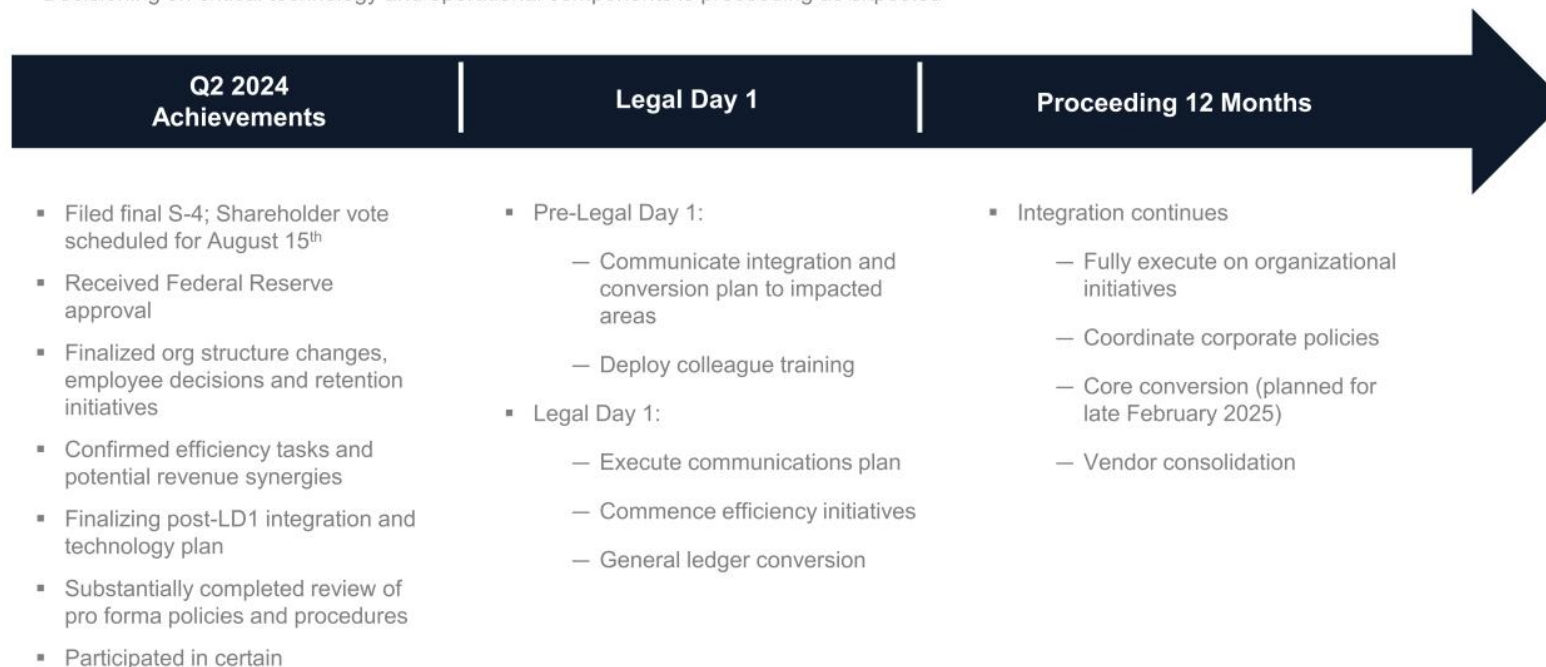 Q2 2024
Achievements
Legal Day 1
Proceeding 12 Months
▪ Filed final S-4; Shareholder vote
scheduled for August 15th
▪ Received Federal Reserve
approval
▪ Finalized org structure changes,
employee decisions and retention
initiatives
▪ Confirmed efficiency tasks and
potential revenue synergies
▪ Finalizing post-LD1 integration and
technology plan
▪ Substantially completed review of
pro forma policies and procedures
▪ Participated in certain
▪ Pre-Legal Day 1:
— Communicate integration and
conversion plan to impacted
areas
— Deploy colleague training
▪ Legal Day 1:
— Execute communications plan
— Commence efficiency initiatives
— General ledger conversion
▪ Integration continues
— Fully execute on organizational
initiatives
— Coordinate corporate policies
— Core conversion (planned for
late February 2025)
— Vendor consolidation